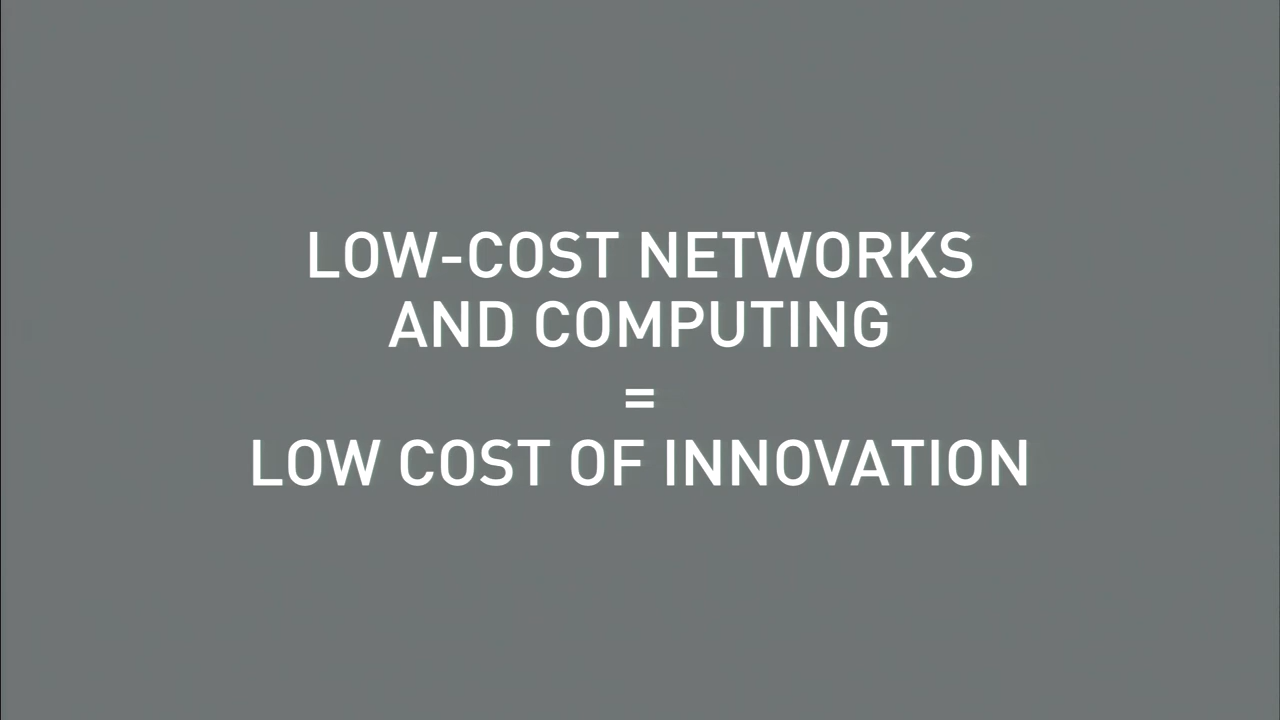 LOW-COST NETWORKS
AND COMPUTING
=
LOW COST OF INNOVATION